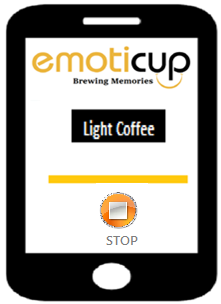 emoticup
Brewing Memories
Light Coffee
STOP